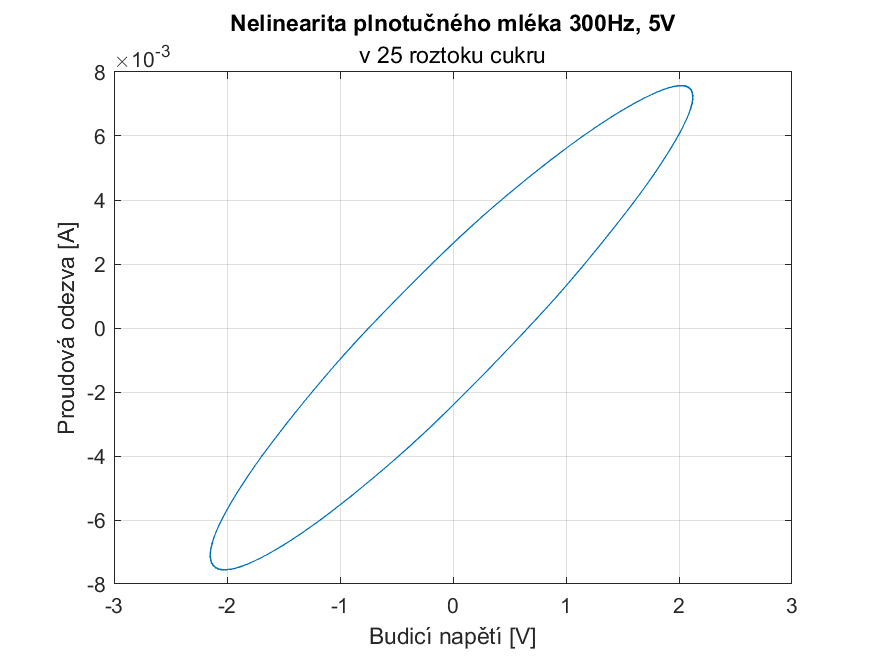 Nelinearita plnotučného mléka 300Hz, 5V
v 25 roztoku cukru
×10-3
8
6
4
2
0
-2
-4
-6
-8
Proudová odezva [A]
-3 -2 -1 0 1 2 3
Budicí napětí [V]